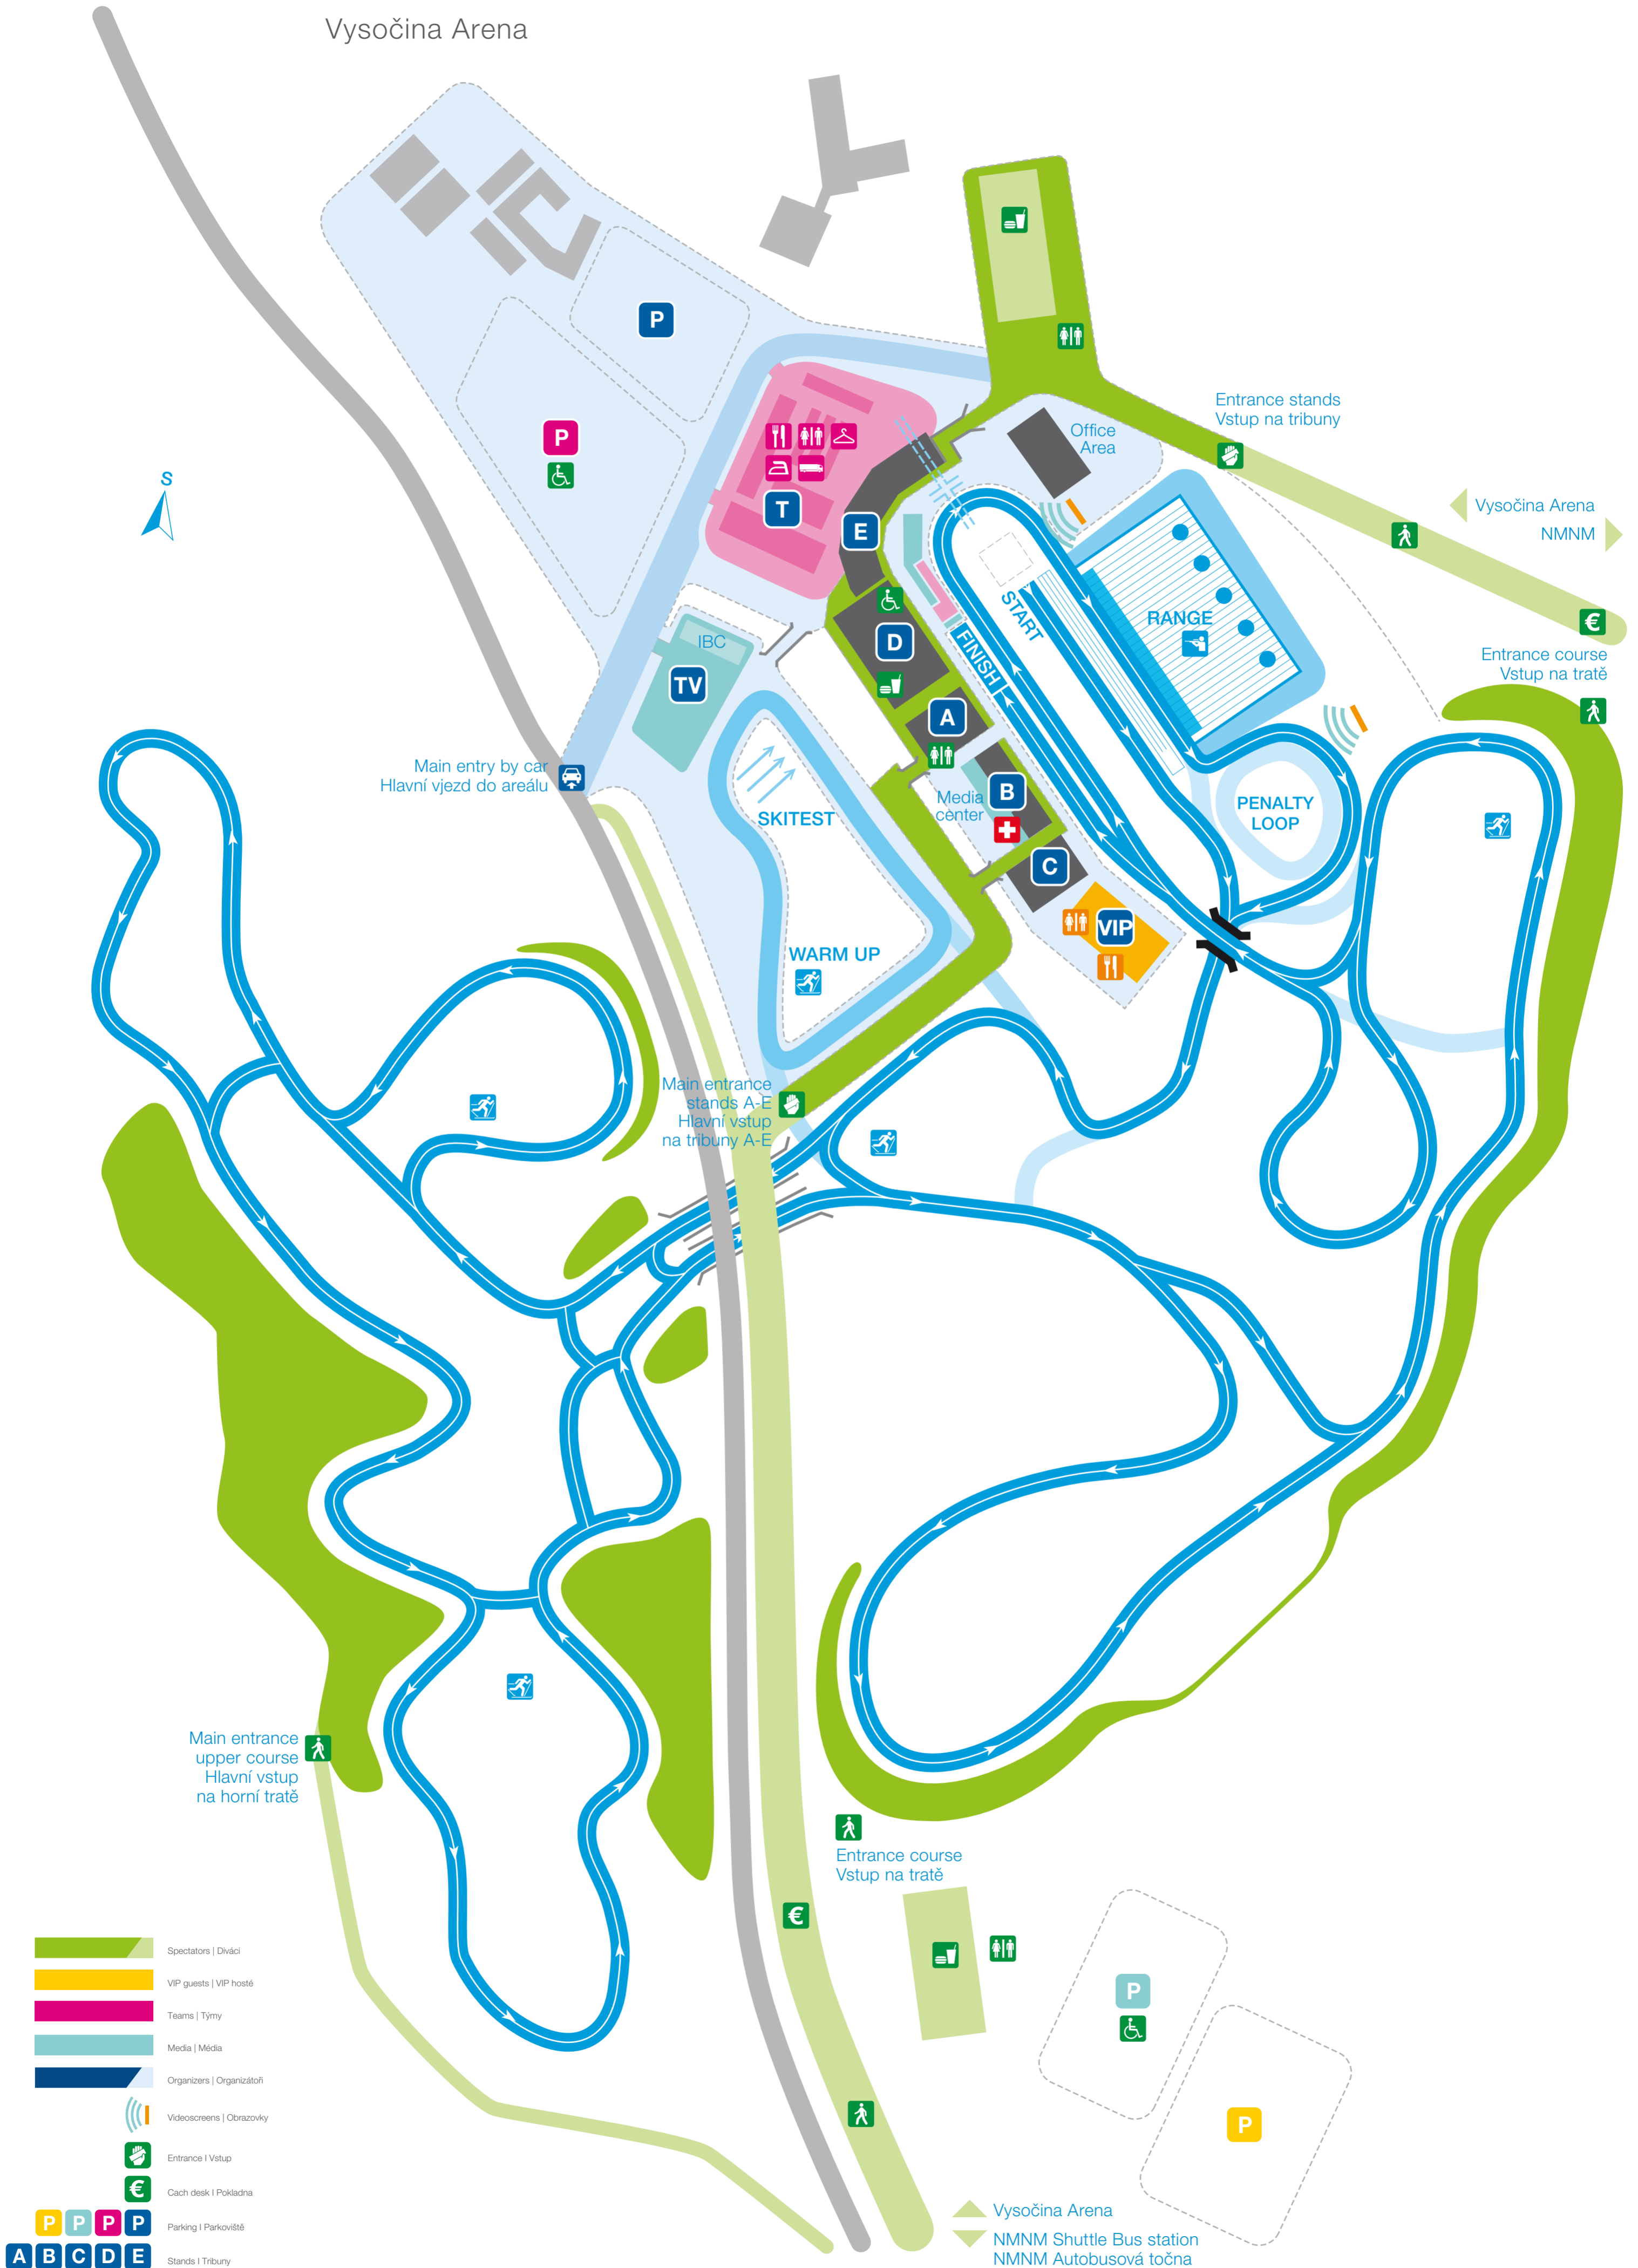 Vysočina Arena
P
Entrance stands
Vstup na tribuny
Office
Area
P
S
T
E
Vysočina Arena
NMNM
START
RANGE
€
IBC
D
FINISH
Entrance course
Vstup na tratě
TV
A
Main entry by car
Hlavní vjezd do areálu
SKITEST
Media
center
B
PENALTY
LOOP
C
WARM UP
VIP
Main entrance
stands A-E
Hlavní vstup
na tribuny A-E
Main entrance
upper course
Hlavní vstup
na horní tratě
Entrance course
Vstup na tratě
€
P
P
Spectators | Diváci
VIP guests | VIP hosté
Teams | Týmy
Media | Média
Organizers | Organizátoři
Videoscreens | Obrazovky
Entrance I Vstup
€ Cach desk I Pokladna
P P P P Parking I Parkoviště
A B C D E Stands I Tribuny
Vysočina Arena
NMNM Shuttle Bus station
NMNM Autobusová točna